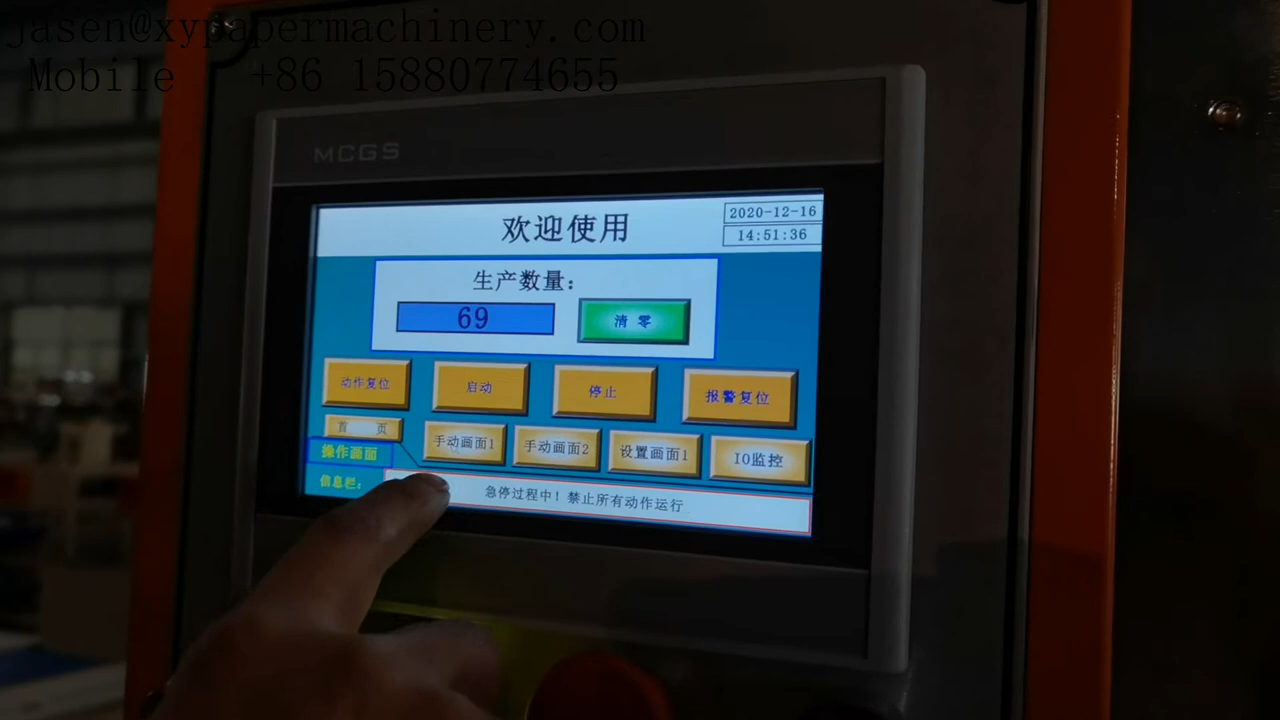 jasen@xypapermachinery.com
Mobile +86 15880774655
MCGS
欢迎使用
2020-12-16
14:51:36
生产数量：
69
清零
动作复位
启动
停止
报警复位
首页
手动画面1
手动画面2
设置画面1
IO监控
操作画面
信息栏：
急停过程中！禁止所有动作运行